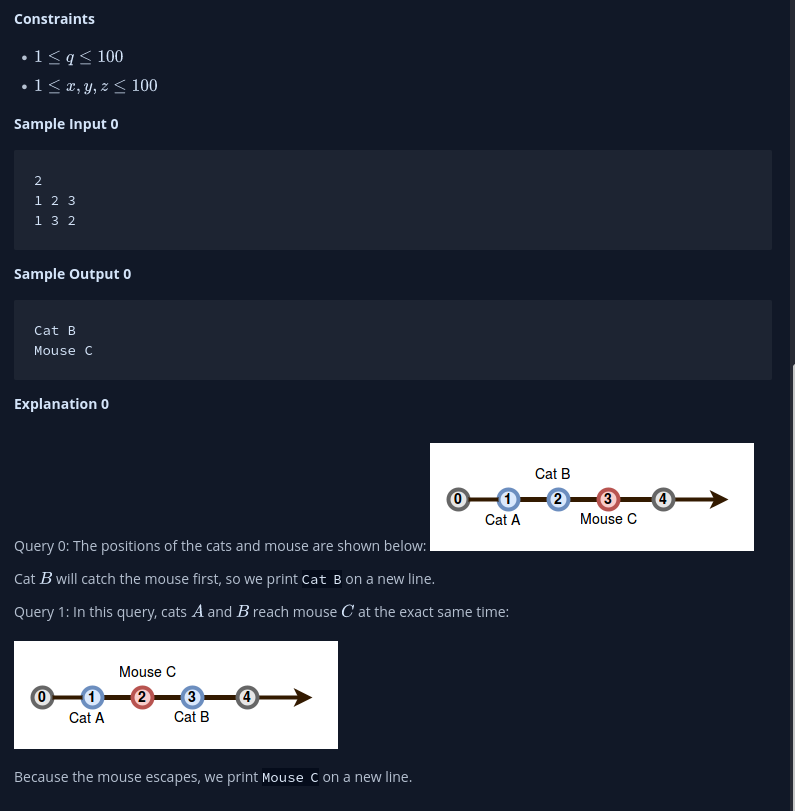 Constraints
• 1 ≤ q ≤ 100
• 1 ≤ x, y, z ≤ 100
Sample Input 0
2
1 2 3
1 3 2
Sample Output 0
Cat B
Mouse C
Explanation 0
Cat B
0 1 2 3 4
Cat A Mouse C
Query 0: The positions of the cats and mouse are shown below:
Cat B will catch the mouse first, so we print Cat B on a new line.
Query 1: In this query, cats A and B reach mouse C at the exact same time:
Mouse C
0 1 2 3 4
Cat A Cat B
Because the mouse escapes, we print Mouse C on a new line.